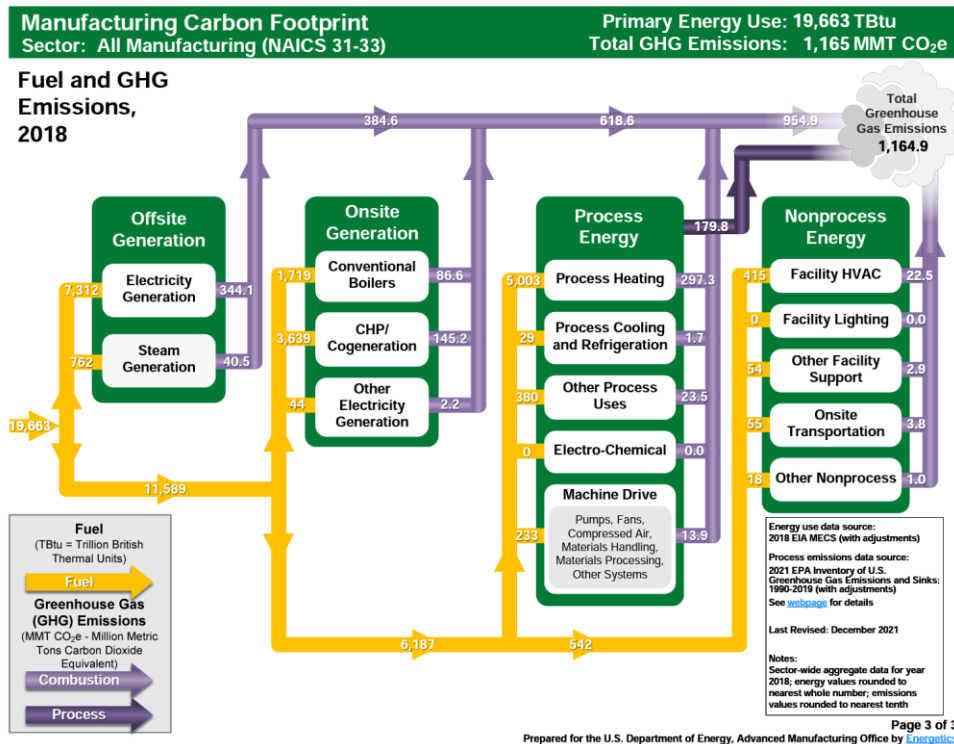 Manufacturing Carbon Footprint
Sector: All Manufacturing (NAICS 31-33)
Primary Energy Use: 19,663 TBtu
Total GHG Emissions: 1,165 MMT CO₂e
Fuel and GHG
Emissions,
2018
384.6
618.6
954.9
Total
Greenhouse
Gas Emissions
1,164.9
179.8
Offsite
Generation
7,312
Electricity
Generation
344.1
762
Steam
Generation
40.5
19,663
11,589
Onsite
Generation
1,719
Conventional
Boilers
86.6
3,639
CHP/
Cogeneration
145.2
44
Other
Electricity
Generation
2.2
Process
Energy
5,003
Process Heating
297.3
29
Process Cooling
and Refrigeration
1.7
380
Other Process
Uses
23.5
0
Electro-Chemical
0.0
Machine Drive
233
Pumps, Fans,
Compressed Air,
Materials Handling,
Materials Processing,
Other Systems
13.9
Nonprocess
Energy
415
Facility HVAC
22.5
0
Facility Lighting
0.0
54
Other Facility
Support
2.9
55
Onsite
Transportation
3.8
18
Other Nonprocess
1.0
6,187
542
Fuel
(TBtu = Trillion British
Thermal Units)
Fuel
Greenhouse Gas
(GHG) Emissions
(MMT CO₂e - Million Metric
Tons Carbon Dioxide
Equivalent)
Combustion
Process
Energy use data source:
2018 EIA MECS (with adjustments)
Process emissions data source:
2021 EPA Inventory of U.S.
Greenhouse Gas Emissions and Sinks:
1990-2019 (with adjustments)
See webpage for details
Last Revised: December 2021
Notes:
Sector-wide aggregate data for year
2018; energy values rounded to
nearest whole number; emissions
values rounded to nearest tenth
Page 3 of 3
Prepared for the U.S. Department of Energy, Advanced Manufacturing Office by Energetics